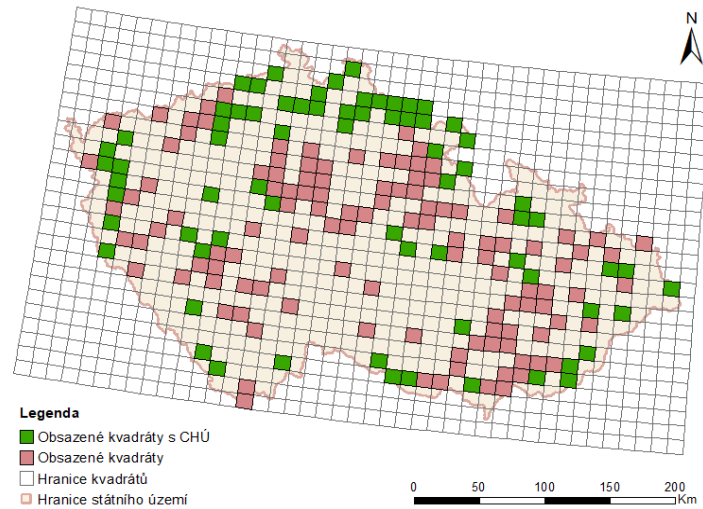 N
Legenda
Obsazené kvadráty s CHÚ
Obsazené kvadráty
Hranice kvadrátů
Hranice státního území
0 50 100 150 200
Km